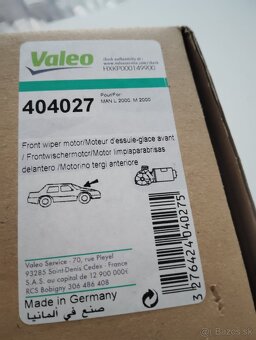 Valeo
HXKP000149900
404027
Pour/For:
MAN L 2000, M 2000
Front wiper motor/Moteur d'essuie-glace avant
/ Frontwischermotor/Motor limpiaparabrisas
delantero /Motorino tergi anteriore
Valeo Service - 70, rue Pleyel
93285 Saint-Denis Cedex - France
S.A.S. au capital de 12 900 000€
RCS Bobigny 306 486 408
Made in Germany
صنع في ألمانيا
3 276424 040275